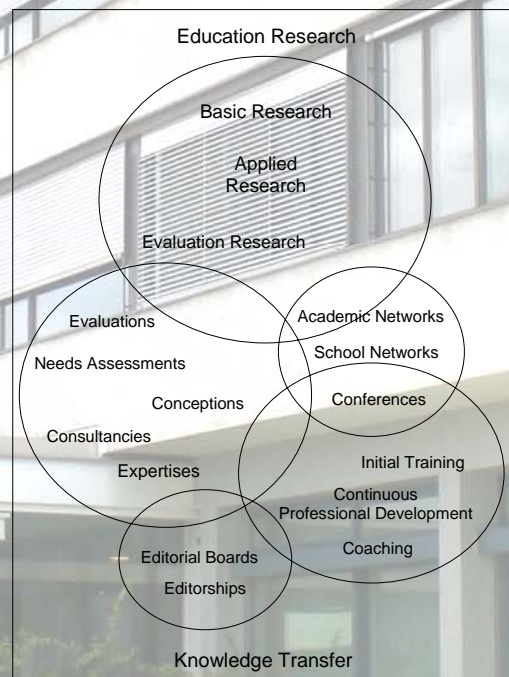 Education Research
Basic Research
Applied
Research
Evaluation Research
Evaluations
Academic Networks
Needs Assessments
School Networks
Conceptions
Conferences
Consultancies
Expertises
Initial Training
Continuous
Professional Development
Coaching
Editorial Boards
Editorships
Knowledge Transfer